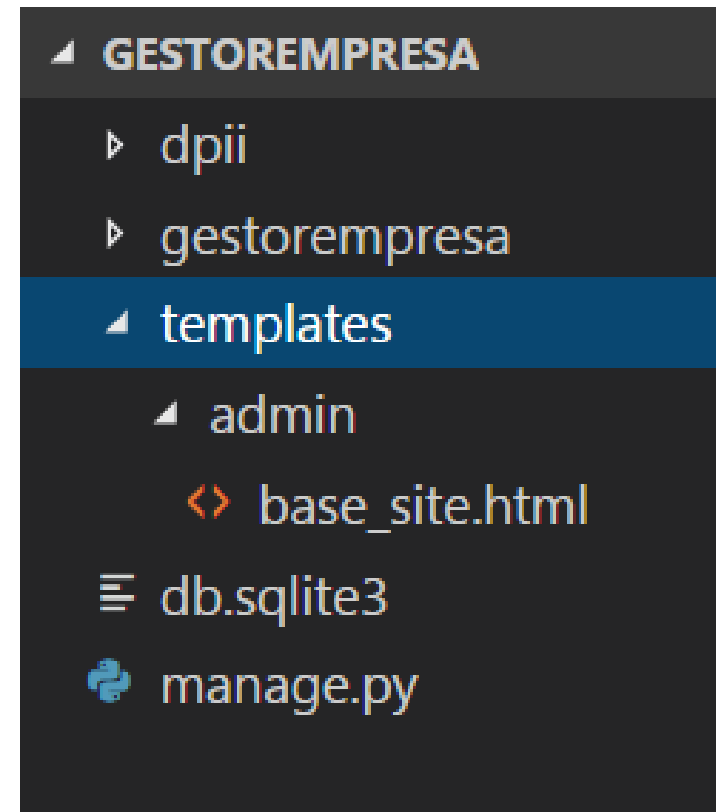 GESTOREMPRESA
dpii
gestorempresa
templates
admin
base_site.html
db.sqlite3
manage.py